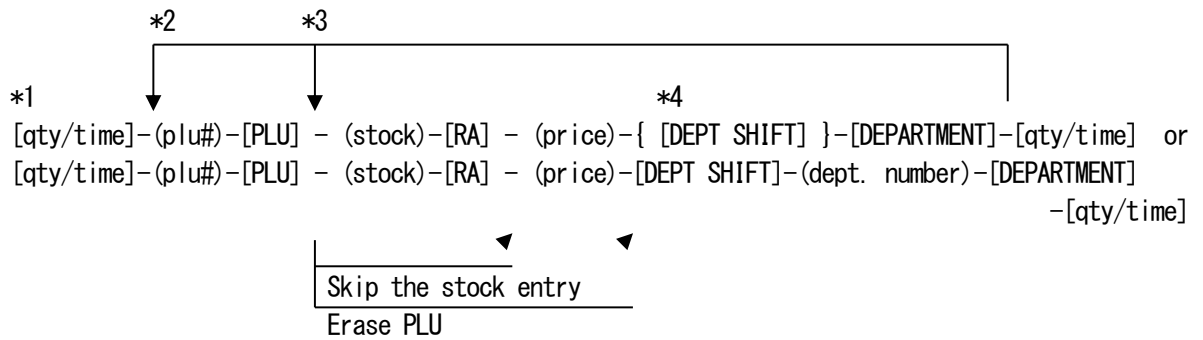 *2 *3
*1 *4
[qty/time]-(plu#)-[PLU] - (stock)-[RA] - (price)-{ [DEPT SHIFT] }-[DEPARTMENT]-[qty/time] or
[qty/time]-(plu#)-[PLU] - (stock)-[RA] - (price)-[DEPT SHIFT]-(dept. number)-[DEPARTMENT]
-[qty/time]
Skip the stock entry
Erase PLU